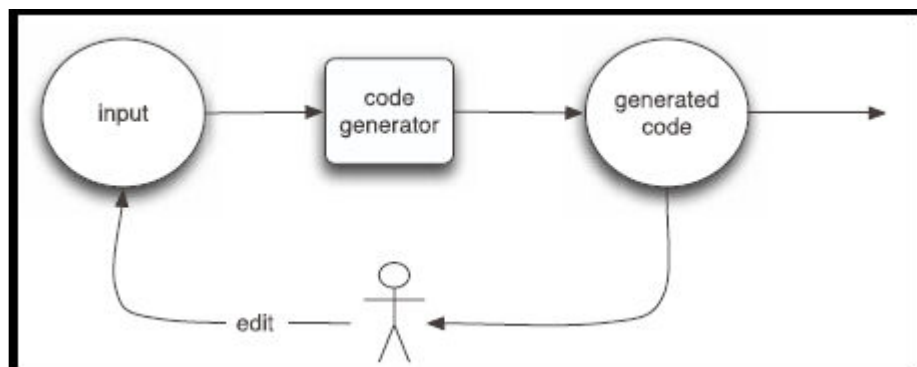 input
code
generator
generated
code
edit